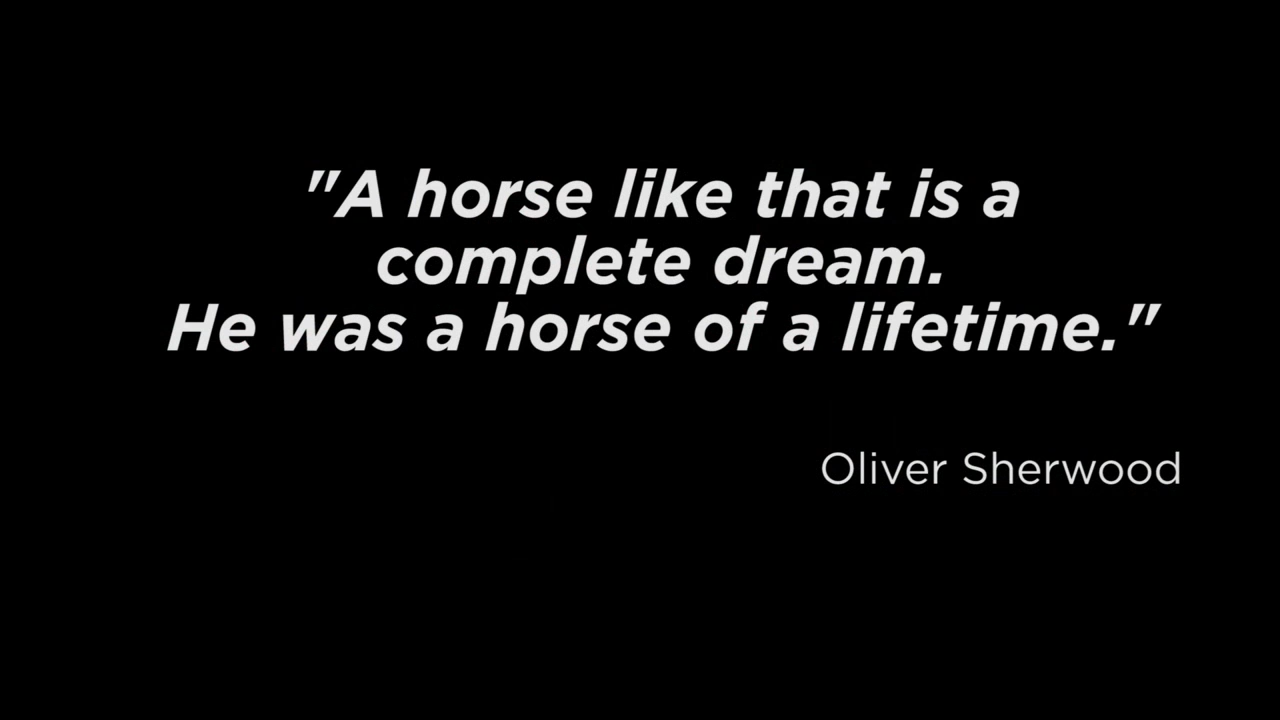 "A horse like that is a
complete dream.
He was a horse of a lifetime."
Oliver Sherwood